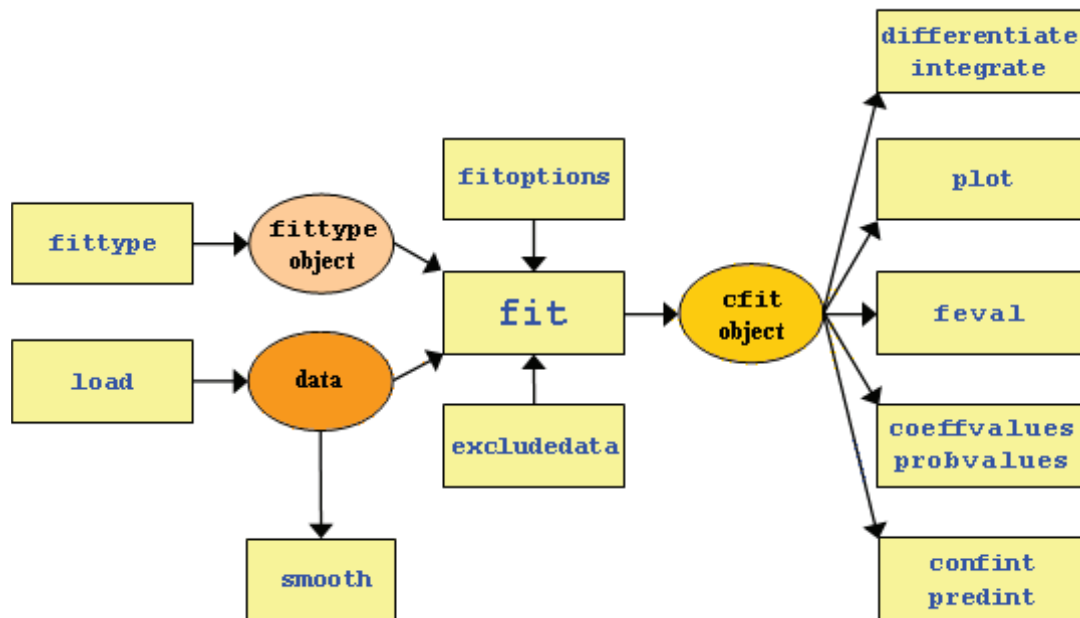 differentiate
integrate
fitoptions
plot
fittype
fittype
object
fit
cfit
object
feval
load
data
excludedata
coeffvalues
probvalues
smooth
confint
predint